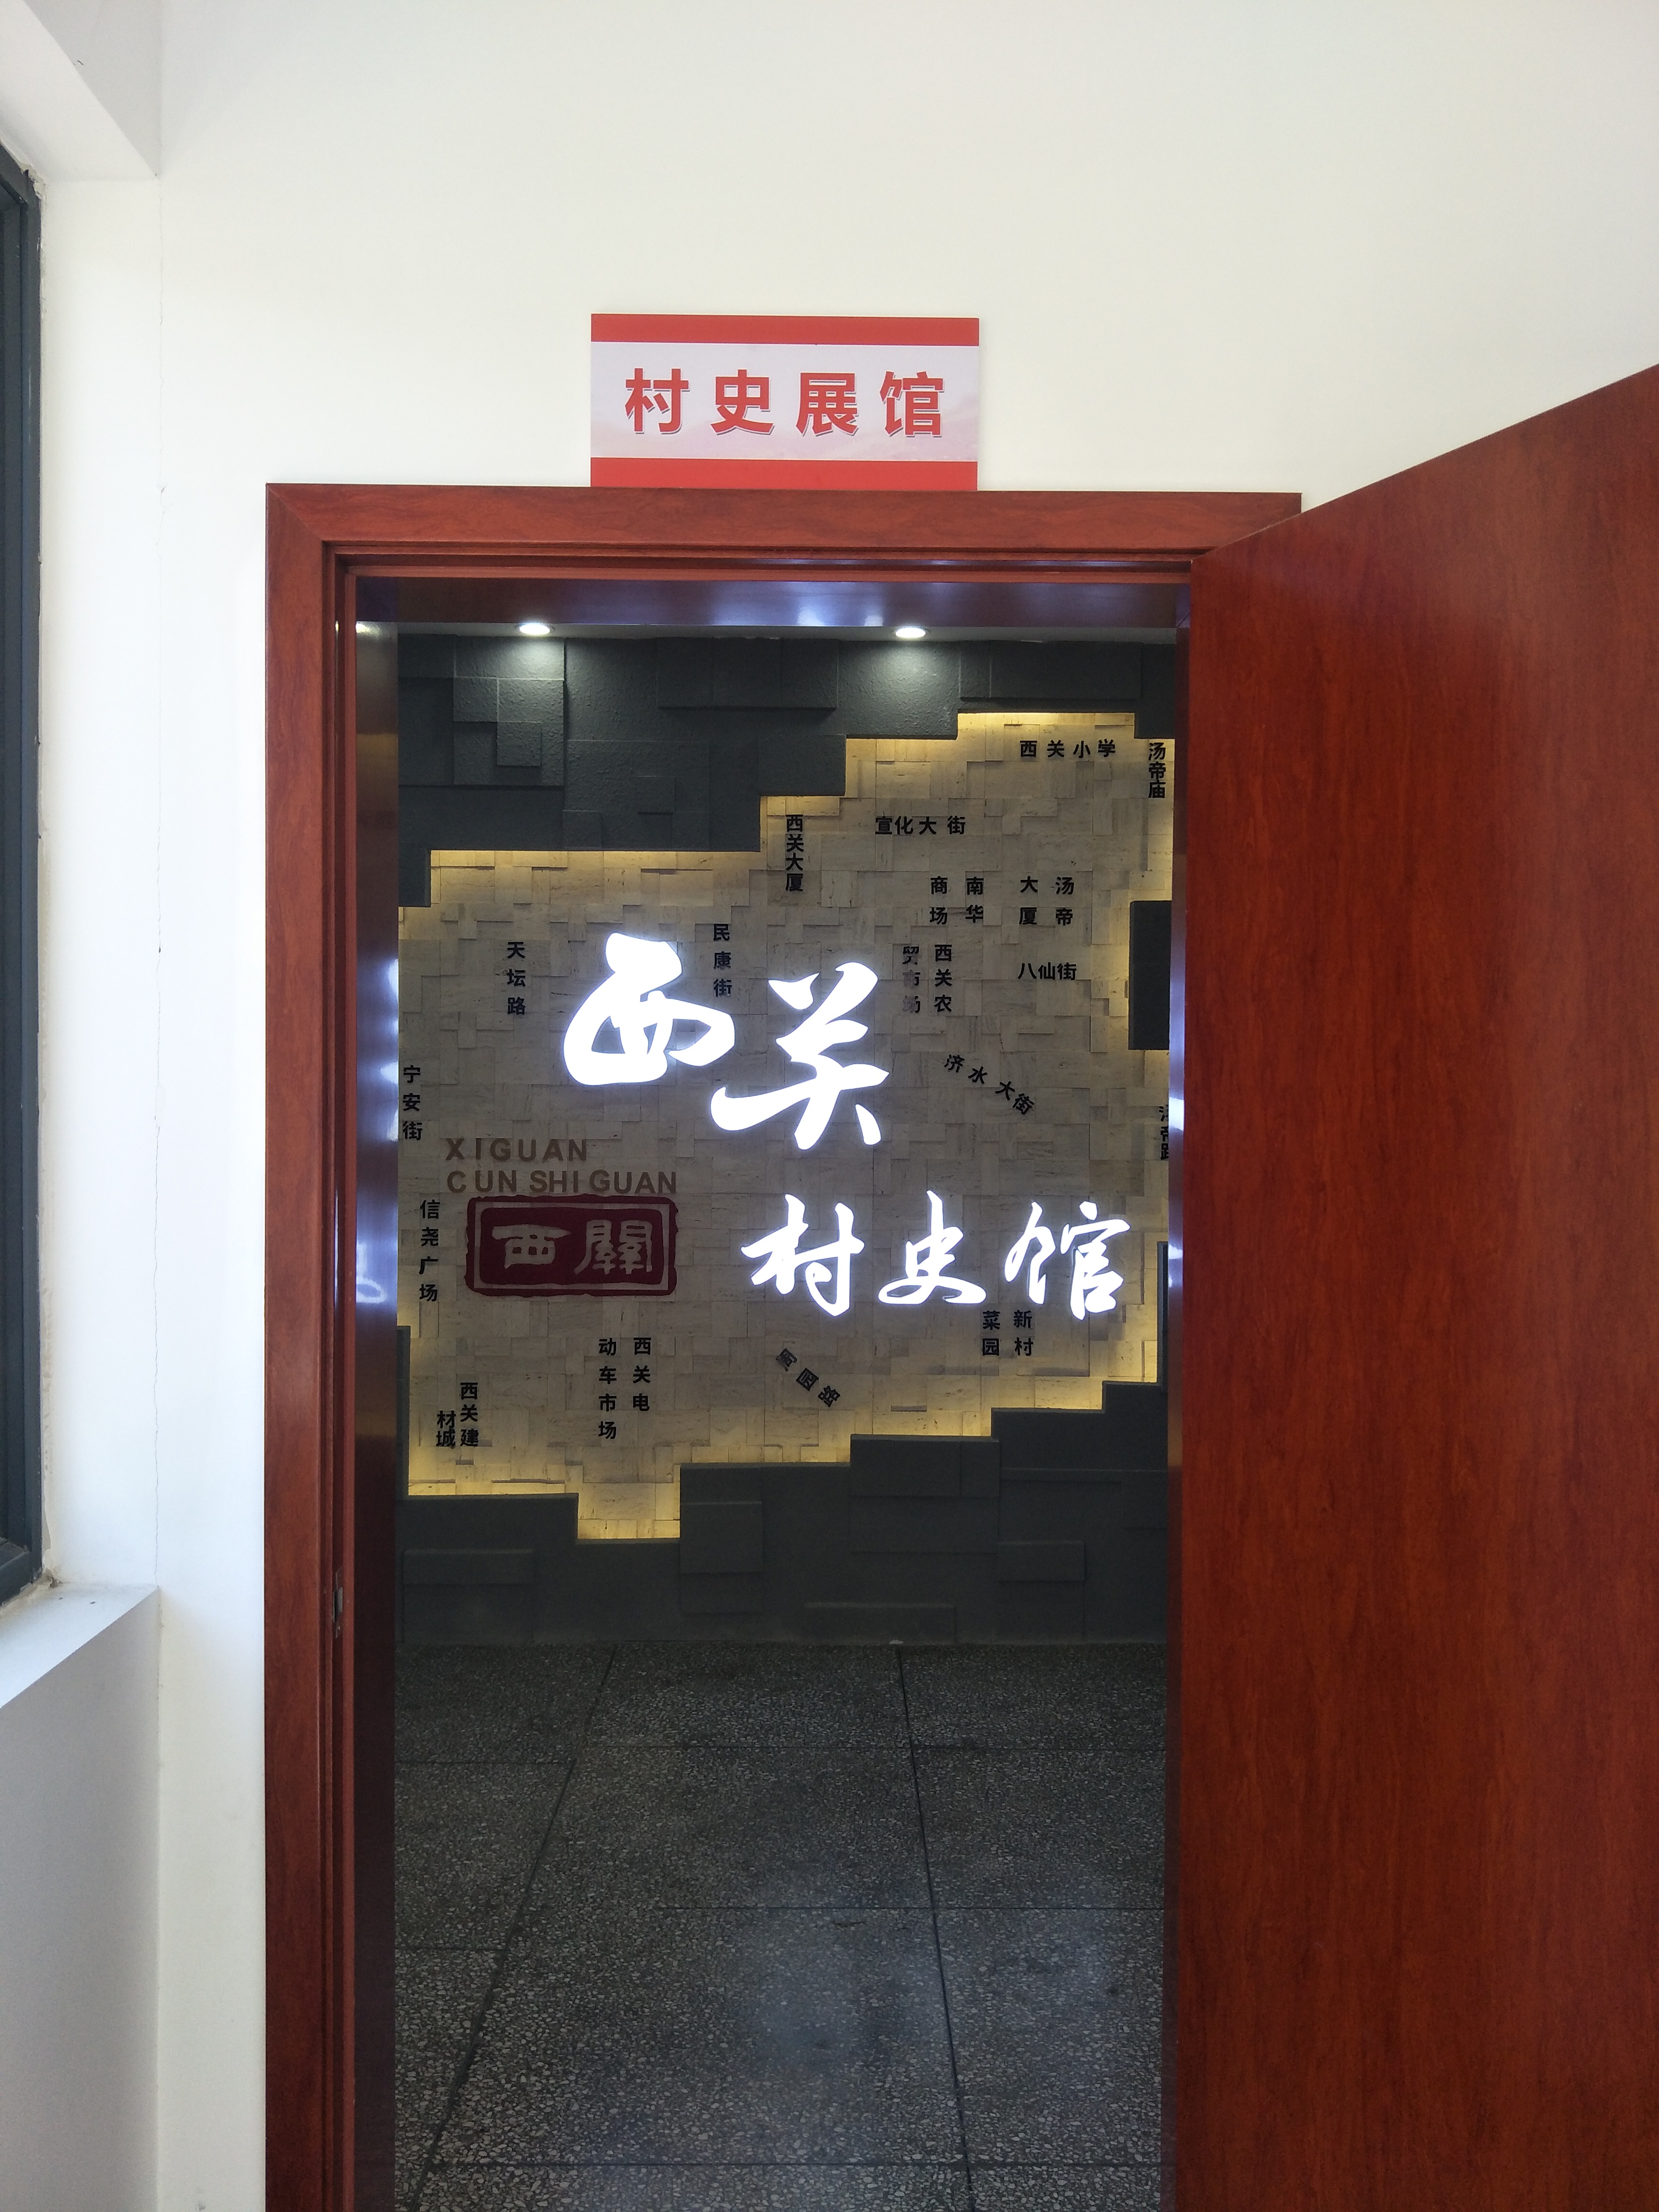 村史展馆
西关小学
汤帝庙
西关大厦
宣化大街
南华
商场
汤帝
大厦
民康街
天坛路
西关农
贸市场
八仙街
西关
济水大街
宁安街
XIGUAN
CUN SHI GUAN
信尧广场
西關
村史馆
新村
菜园
西关电
动车市场
西关建
材城